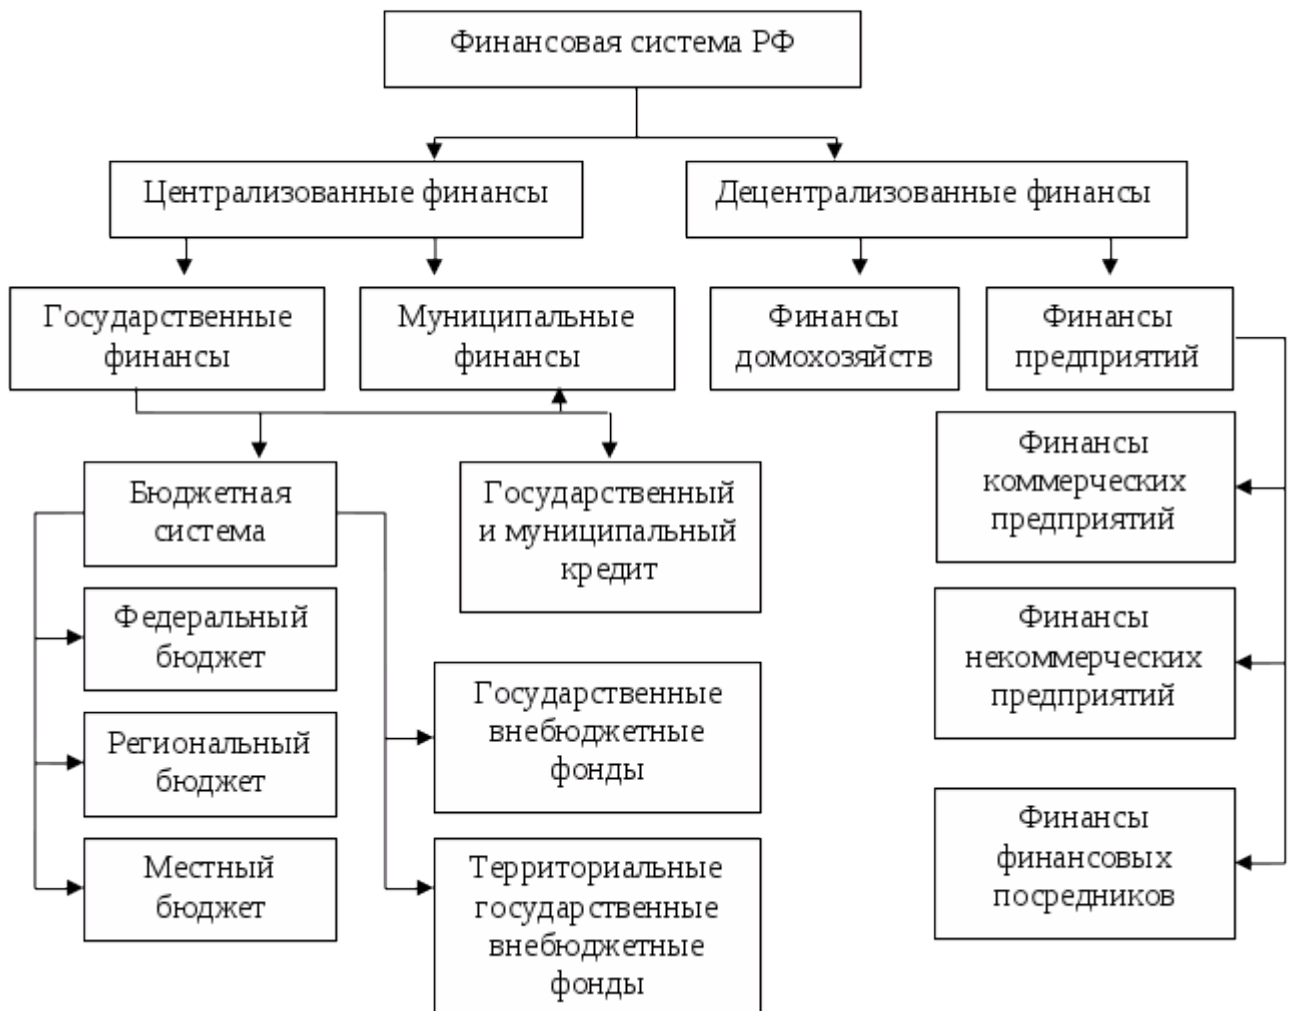 Финансовая система РФ
Централизованные финансы
Децентрализованные финансы
Государственные
финансы
Муниципальные
финансы
Финансы
домохозяйств
Финансы
предприятий
Бюджетная
система
Государственный
и муниципальный
кредит
Финансы
коммерческих
предприятий
Федеральный
бюджет
Финансы
некоммерческих
предприятий
Государственные
внебюджетные
фонды
Региональный
бюджет
Финансы
финансовых
посредников
Местный
бюджет
Территориальные
государственные
внебюджетные
фонды